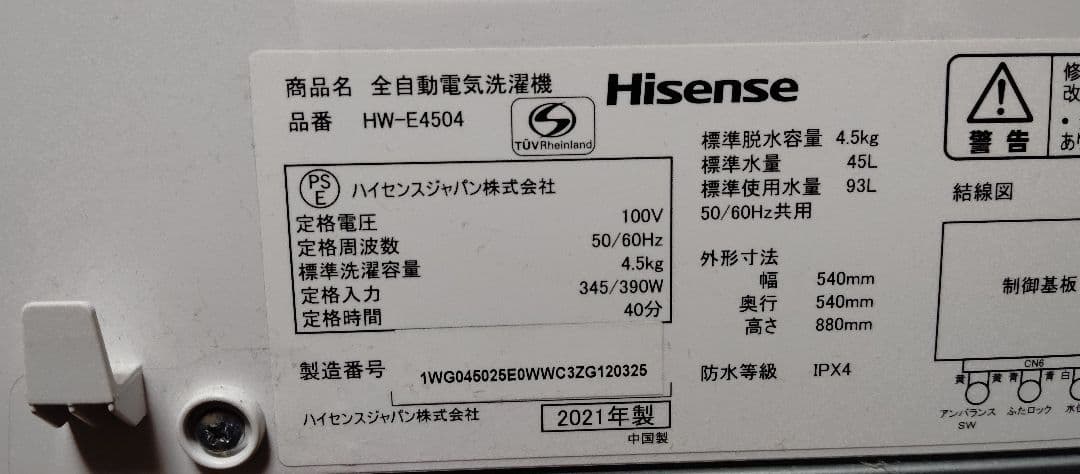 商品名 全自動電気洗濯機
品番 HW-E4504
TÜVRheinland
Hisense
PS
E
ハイセンスジャパン株式会社
定格電圧 100V
定格周波数 50/60Hz
標準洗濯容量 4.5kg
定格入力 345/390W
定格時間 40分
製造番号 1WG045025E0WWC3ZG120325
ハイセンスジャパン株式会社 2021年製
中国製
標準脱水容量 4.5kg
標準水量 45L
標準使用水量 93L
50/60Hz共用
外形寸法
幅 540mm
奥行 540mm
高さ 880mm
防水等級 IPX4
警告
修
改
・
あり
結線図
制御基板
CN6
黄 黄 青 青 白
アンバランス ふたロック
SW